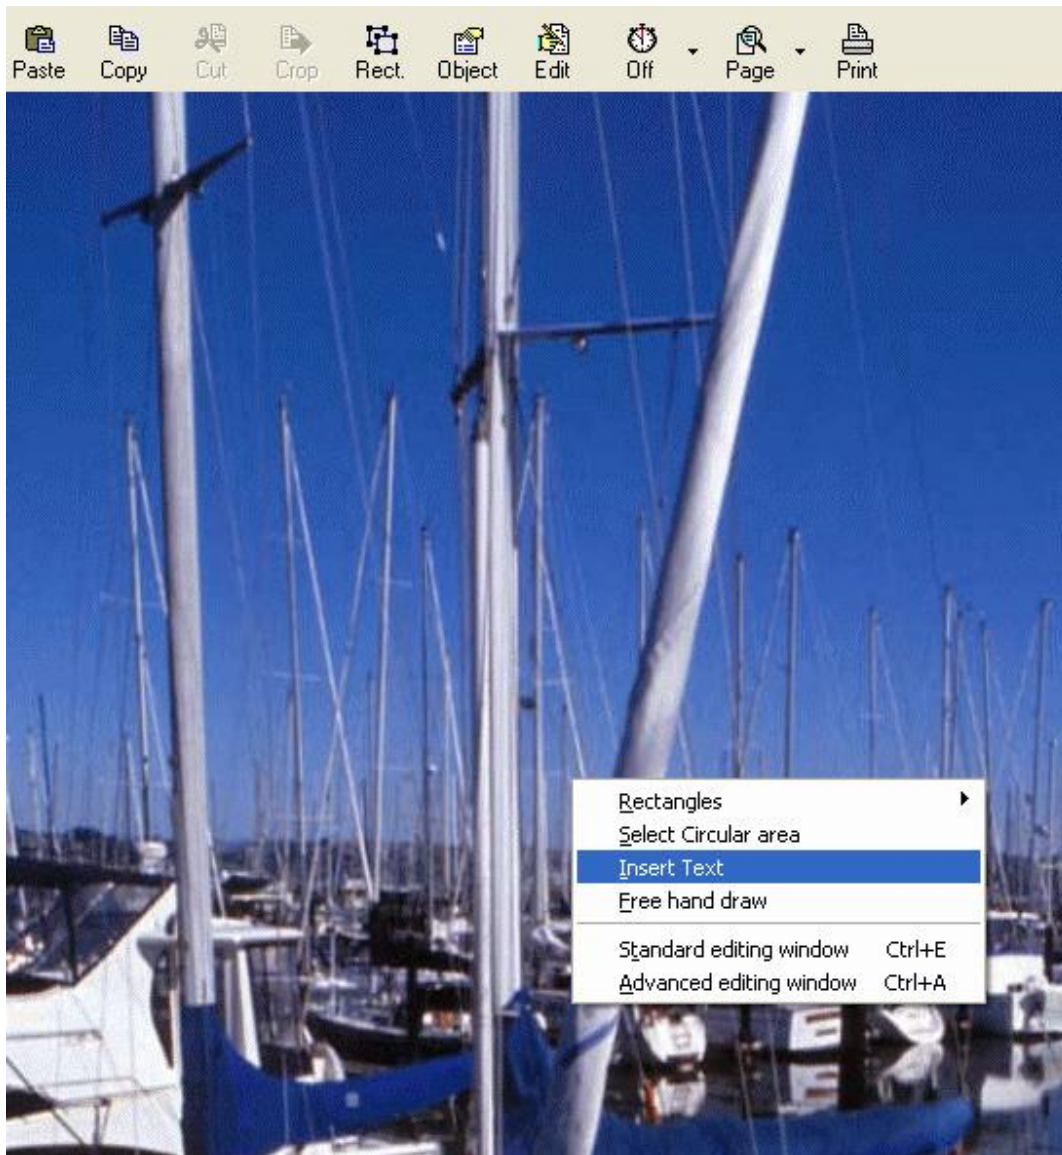 Paste Copy Cut Crop Rect. Object Edit Off Page Print
Rectangles
Select Circular area
Insert Text
Free hand draw
Standard editing window Ctrl+E
Advanced editing window Ctrl+A